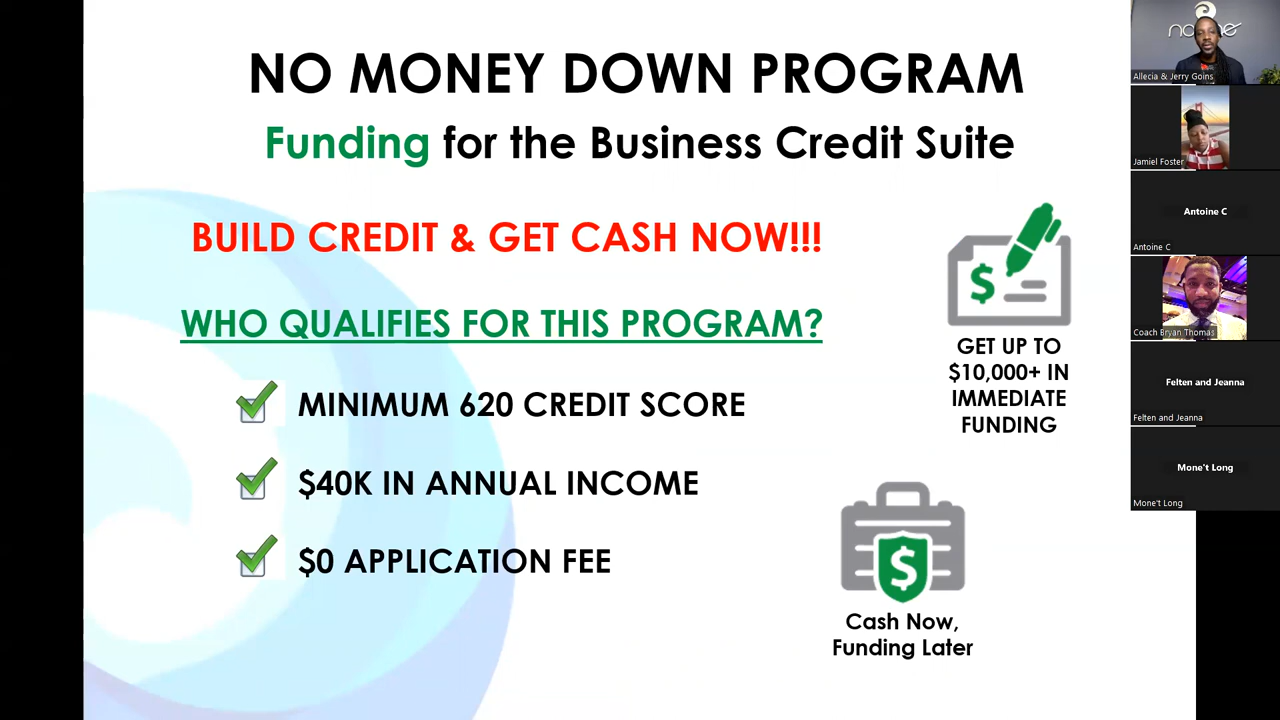 NO MONEY DOWN PROGRAM
Funding for the Business Credit Suite
BUILD CREDIT & GET CASH NOW!!!
WHO QUALIFIES FOR THIS PROGRAM?
MINIMUM 620 CREDIT SCORE
$40K IN ANNUAL INCOME
$0 APPLICATION FEE
$
GET UP TO
$10,000+ IN
IMMEDIATE
FUNDING
$
Cash Now,
Funding Later
Allecia & Jerry Goins
Jamiel Foster
Antoine C
Antoine C
Coach Bryan Thomas
Felten and Jeanna
Felten and Jeanna
Mone't Long
Mone't Long